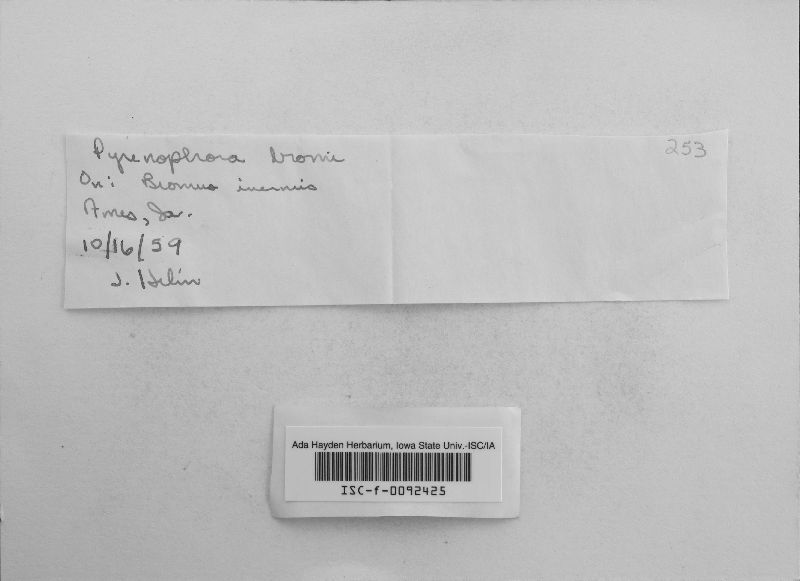 Pyrenophora bromi
253
On: Bromus inermis
Ames, Ia.
10/16/59
J. Helin
Ada Hayden Herbarium, Iowa State Univ.-ISC/IA
ISC-f-0092425